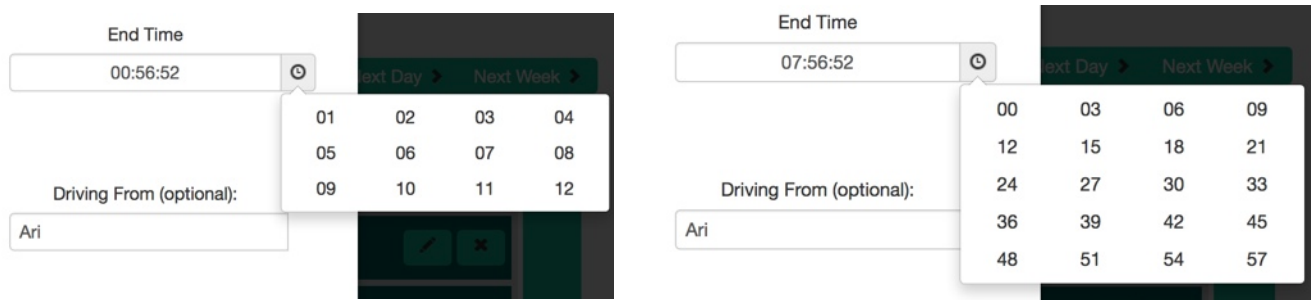 End Time
00:56:52
Next Day
Next Week
01 02 03 04
05 06 07 08
09 10 11 12
Driving From (optional):
Ari
End Time
07:56:52
Next Day
Next Week
00 03 06 09
12 15 18 21
24 27 30 33
36 39 42 45
48 51 54 57
Driving From (optional):
Ari